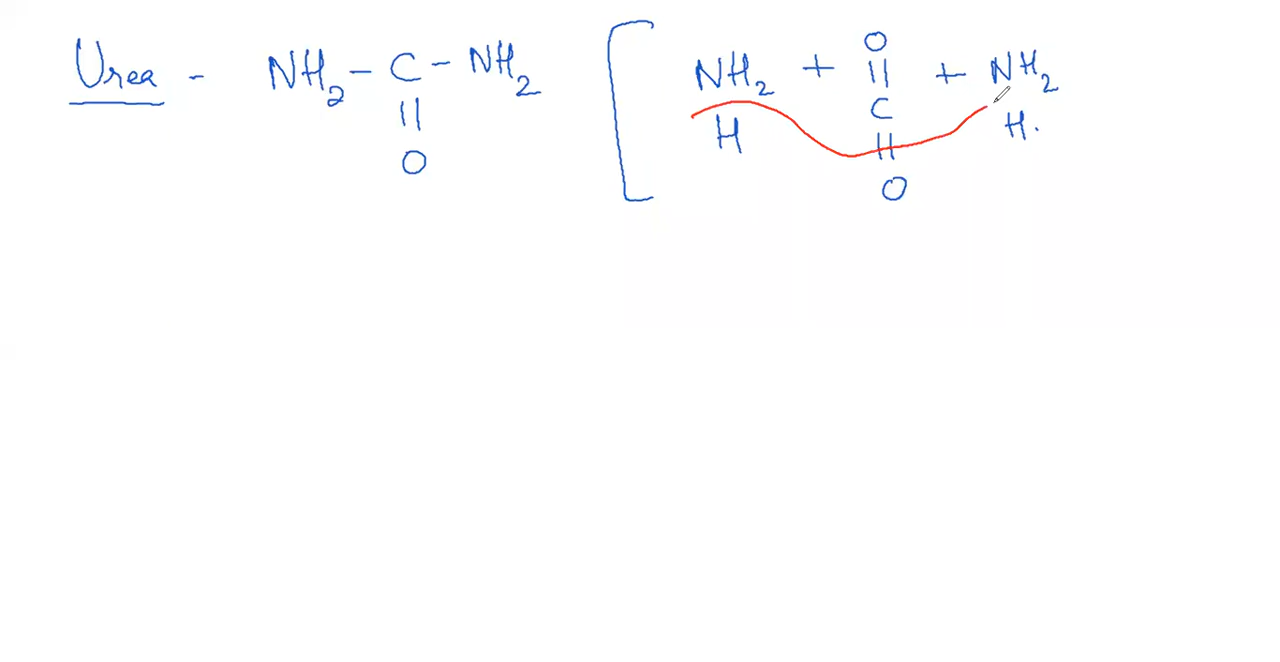 Urea - NH2 - C - NH2
||
O
O
||
NH2 + C + NH2
H || H.
O